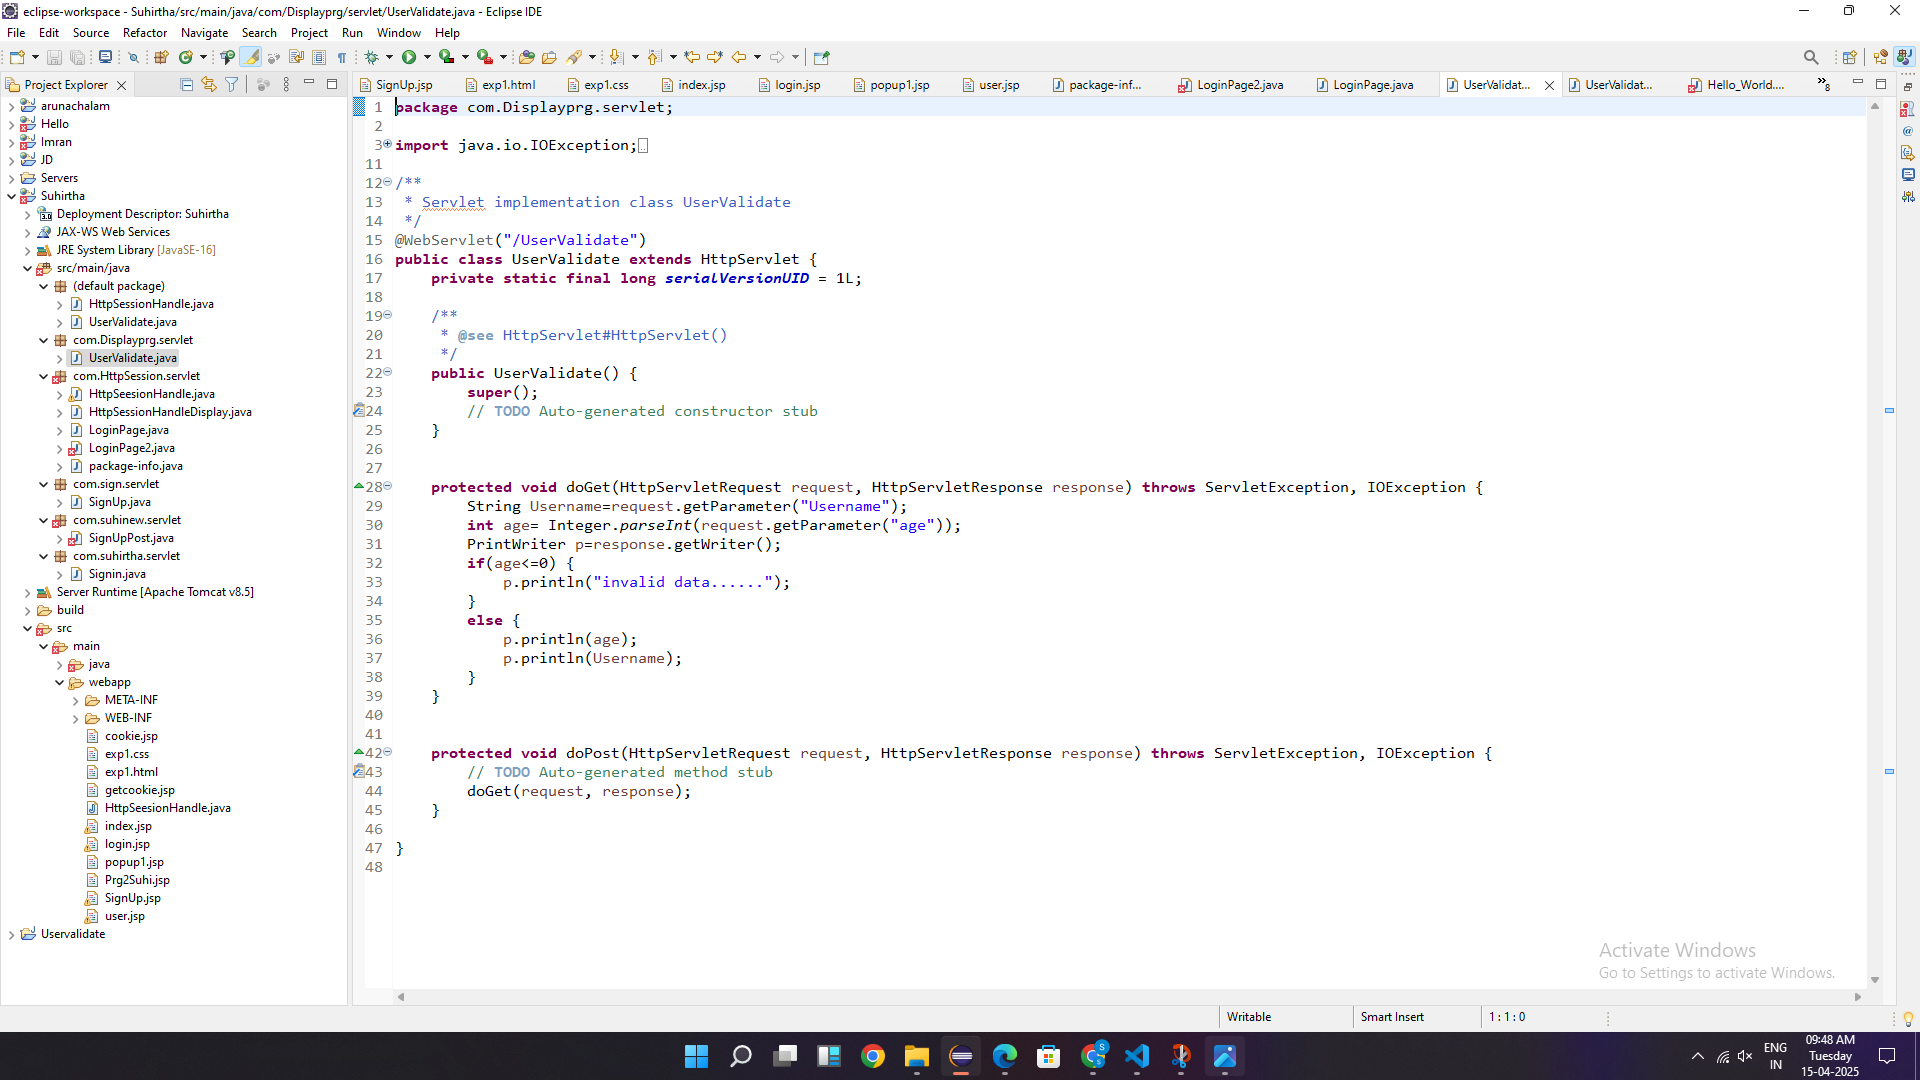 eclipse-workspace - Suhirtha/src/main/java/com/Displayprg/servlet/UserValidate.java - Eclipse IDE
File Edit Source Refactor Navigate Search Project Run Window Help
Project Explorer
SignUp.jsp exp1.html exp1.css index.jsp login.jsp popup1.jsp user.jsp package-inf... LoginPage2.java LoginPage.java UserValidat... UserValidat... Hello_World.... »8
arunachalam
Hello
Imran
JD
Servers
Suhirtha
Deployment Descriptor: Suhirtha
JAX-WS Web Services
JRE System Library [JavaSE-16]
src/main/java
(default package)
HttpSessionHandle.java
UserValidate.java
com.Displayprg.servlet
UserValidate.java
com.HttpSession.servlet
HttpSeesionHandle.java
HttpSessionHandleDisplay.java
LoginPage.java
LoginPage2.java
package-info.java
com.sign.servlet
SignUp.java
com.suhinew.servlet
SignUpPost.java
com.suhirtha.servlet
Signin.java
Server Runtime [Apache Tomcat v8.5]
build
src
main
java
webapp
META-INF
WEB-INF
cookie.jsp
exp1.css
exp1.html
getcookie.jsp
HttpSeesionHandle.java
index.jsp
login.jsp
popup1.jsp
Prg2Suhi.jsp
SignUp.jsp
user.jsp
Uservalidate
1 package com.Displayprg.servlet;
2
3 import java.io.IOException;
11
12 /**
13 * Servlet implementation class UserValidate
14 */
15 @WebServlet("/UserValidate")
16 public class UserValidate extends HttpServlet {
17 private static final long serialVersionUID = 1L;
18
19 /**
20 * @see HttpServlet#HttpServlet()
21 */
22 public UserValidate() {
23 super();
24 // TODO Auto-generated constructor stub
25 }
26
27
28 protected void doGet(HttpServletRequest request, HttpServletResponse response) throws ServletException, IOException {
29 String Username=request.getParameter("Username");
30 int age= Integer.parseInt(request.getParameter("age"));
31 PrintWriter p=response.getWriter();
32 if(age<=0) {
33 p.println("invalid data......");
34 }
35 else {
36 p.println(age);
37 p.println(Username);
38 }
39 }
40
41
42 protected void doPost(HttpServletRequest request, HttpServletResponse response) throws ServletException, IOException {
43 // TODO Auto-generated method stub
44 doGet(request, response);
45 }
46
47 }
48
Activate Windows
Go to Settings to activate Windows.
Writable Smart Insert 1 : 1 : 0
ENG
IN
09:48 AM
Tuesday
15-04-2025